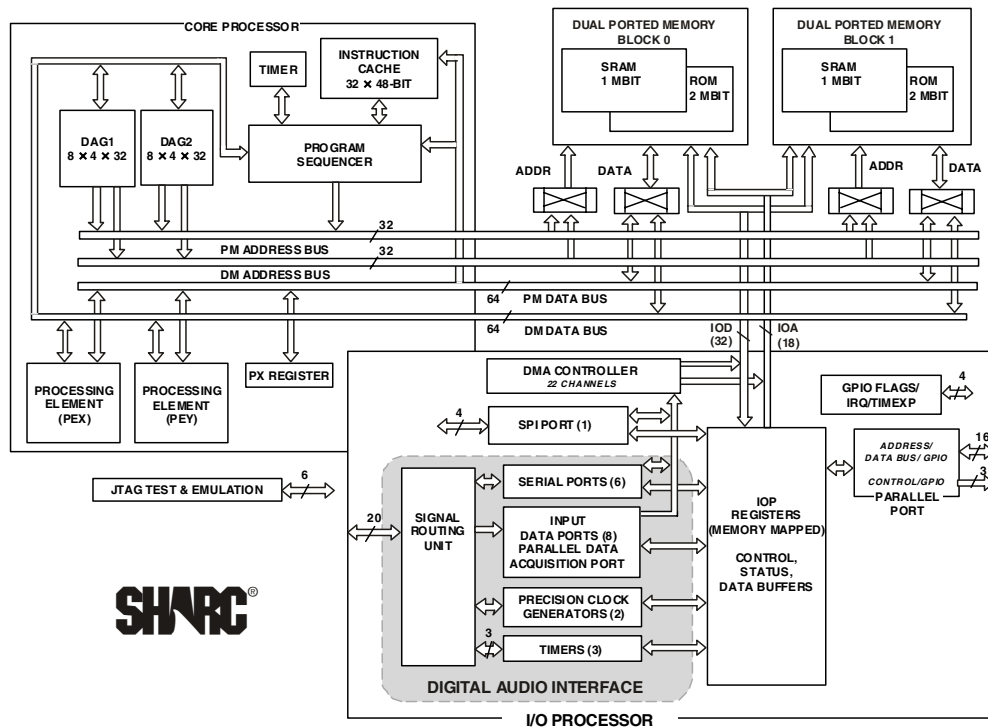 CORE PROCESSOR
TIMER
INSTRUCTION
CACHE
32 × 48-BIT
DAG1
8 × 4 × 32
DAG2
8 × 4 × 32
PROGRAM
SEQUENCER
DUAL PORTED MEMORY
BLOCK 0
SRAM
1 MBIT
ROM
2 MBIT
DUAL PORTED MEMORY
BLOCK 1
SRAM
1 MBIT
ROM
2 MBIT
ADDR
DATA
ADDR
DATA
32
PM ADDRESS BUS
32
DM ADDRESS BUS
64
PM DATA BUS
64
DM DATA BUS
IOD
(32)
IOA
(18)
PROCESSING
ELEMENT
(PEX)
PROCESSING
ELEMENT
(PEY)
PX REGISTER
DMA CONTROLLER
22 CHANNELS
GPIO FLAGS/
IRQ/TIMEXP
4
4
SPI PORT (1)
ADDRESS/
DATA BUS/ GPIO
CONTROL/GPIO
PARALLEL
PORT
16
3
JTAG TEST & EMULATION
6
20
SIGNAL
ROUTING
UNIT
SERIAL PORTS (6)
INPUT
DATA PORTS (8)
PARALLEL DATA
ACQUISITION PORT
PRECISION CLOCK
GENERATORS (2)
3
TIMERS (3)
IOP
REGISTERS
(MEMORY MAPPED)
CONTROL,
STATUS,
DATA BUFFERS
DIGITAL AUDIO INTERFACE
I/O PROCESSOR
SHARC®